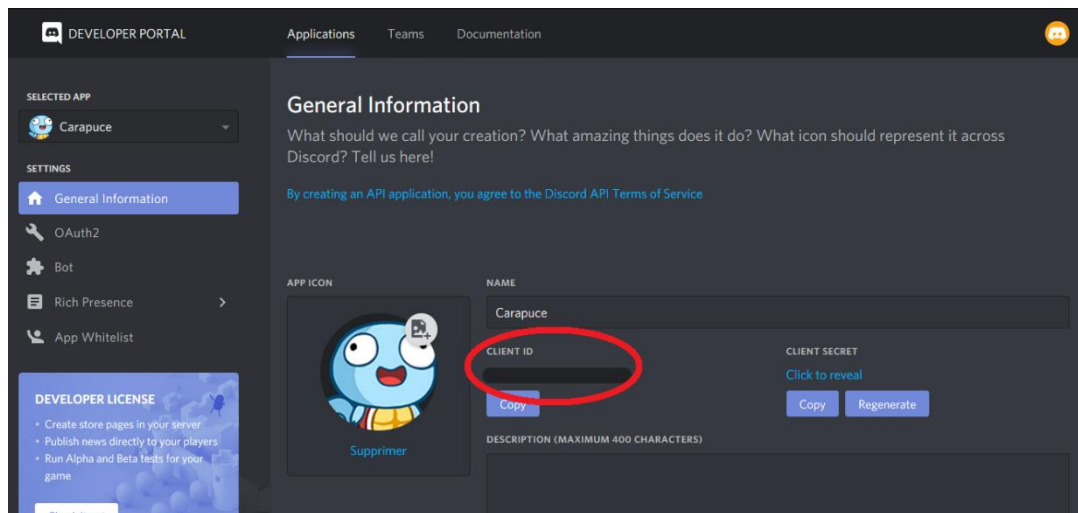 DEVELOPER PORTAL
Applications
Teams
Documentation
SELECTED APP
Carapuce
SETTINGS
General Information
OAuth2
Bot
Rich Presence
App Whitelist
DEVELOPER LICENSE
• Create store pages in your server
• Publish news directly to your players
• Run Alpha and Beta tests for your
game
General Information
What should we call your creation? What amazing things does it do? What icon should represent it across
Discord? Tell us here!
By creating an API application, you agree to the Discord API Terms of Service
APP ICON
Supprimer
NAME
Carapuce
CLIENT ID
Copy
CLIENT SECRET
Click to reveal
Copy
Regenerate
DESCRIPTION (MAXIMUM 400 CHARACTERS)